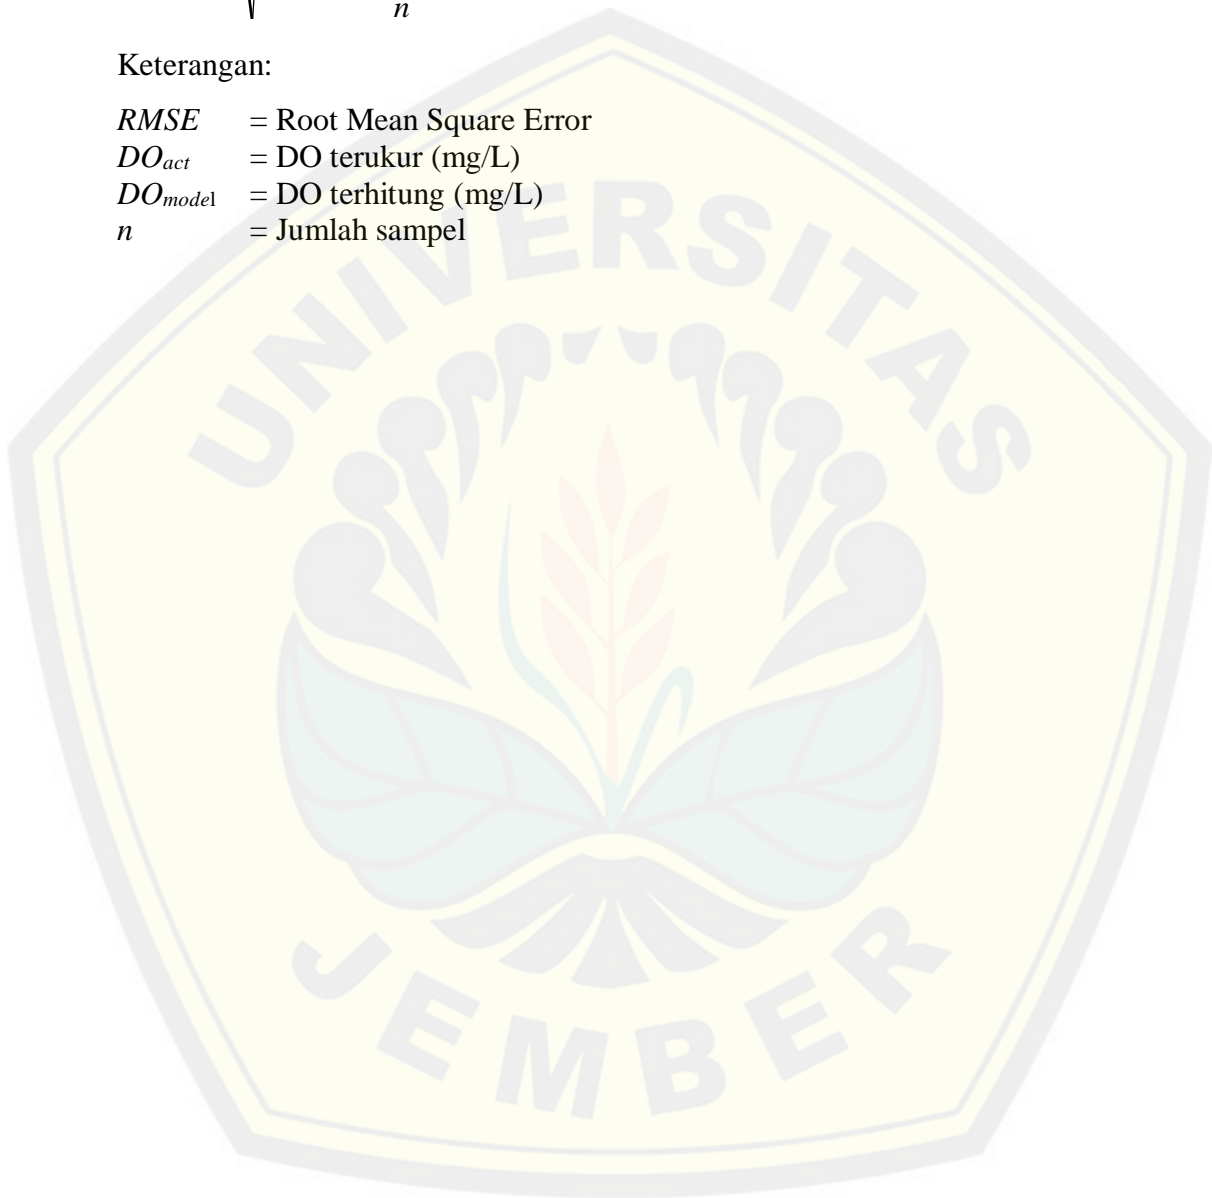 n
Keterangan:
RMSE = Root Mean Square Error
DOact = DO terukur (mg/L)
DOmodel = DO terhitung (mg/L)
n = Jumlah sampel
UNIVERSITAS
JEMBER